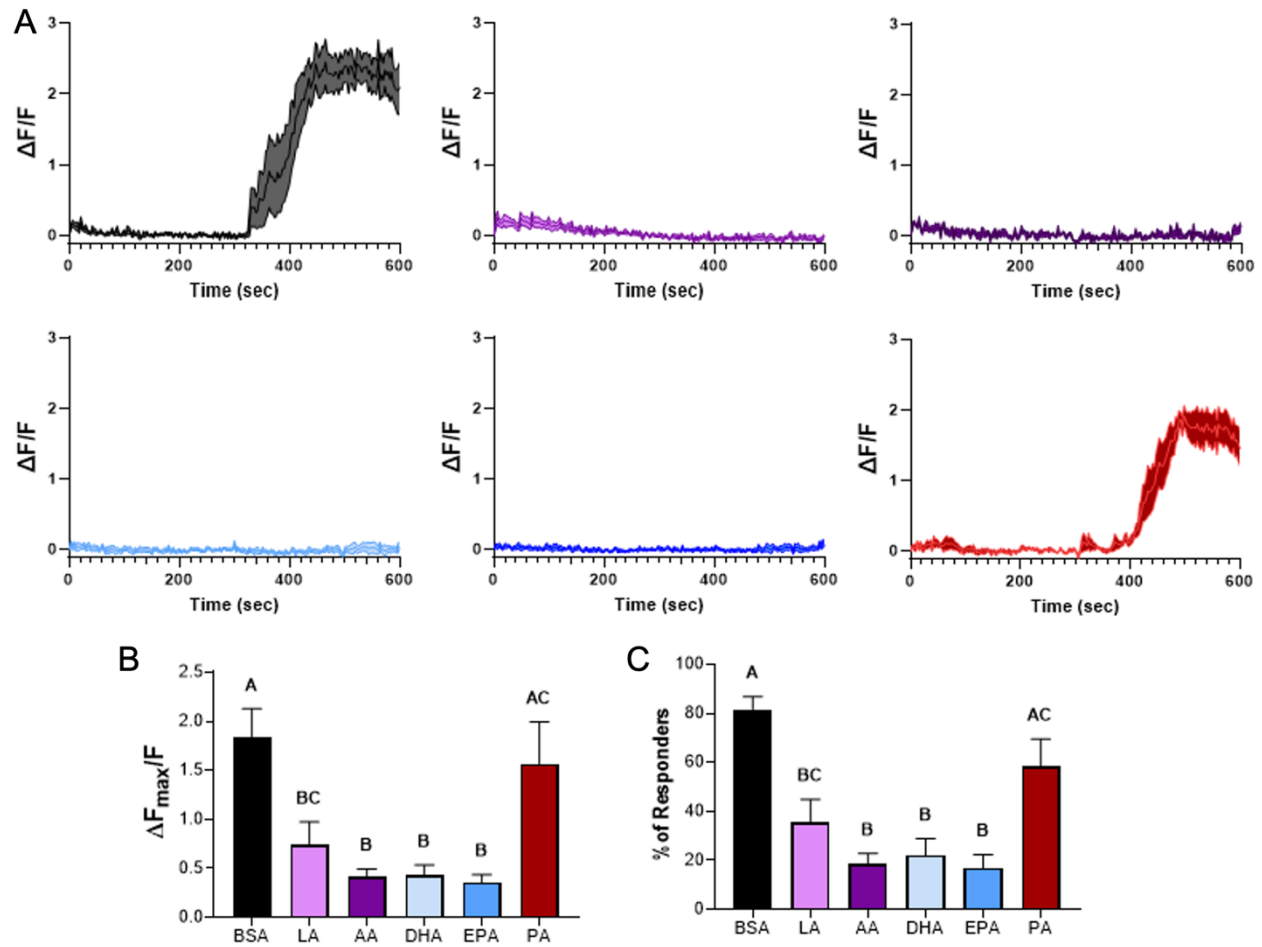 A
3
2
1
0
ΔF/F
0 200 400 600
Time (sec)
3
2
1
0
ΔF/F
0 200 400 600
Time (sec)
3
2
1
0
ΔF/F
0 200 400 600
Time (sec)
3
2
1
0
ΔF/F
0 200 400 600
Time (sec)
3
2
1
0
ΔF/F
0 200 400 600
Time (sec)
3
2
1
0
ΔF/F
0 200 400 600
Time (sec)
B
2.5
2.0
1.5
1.0
0.5
0.0
ΔFmax/F
A
BC
B
B
B
AC
BSA LA AA DHA EPA PA
C
100
80
60
40
20
0
% of Responders
A
BC
B
B
B
AC
BSA LA AA DHA EPA PA